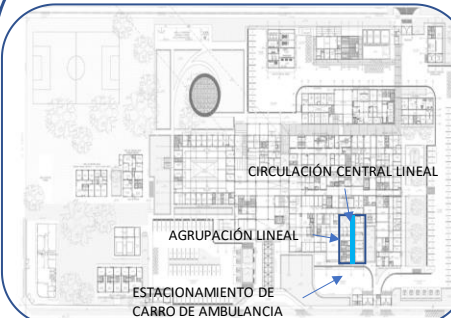 CIRCULACIÓN CENTRAL LINEAL
AGRUPACIÓN LINEAL
ESTACIONAMIENTO DE
CARRO DE AMBULANCIA